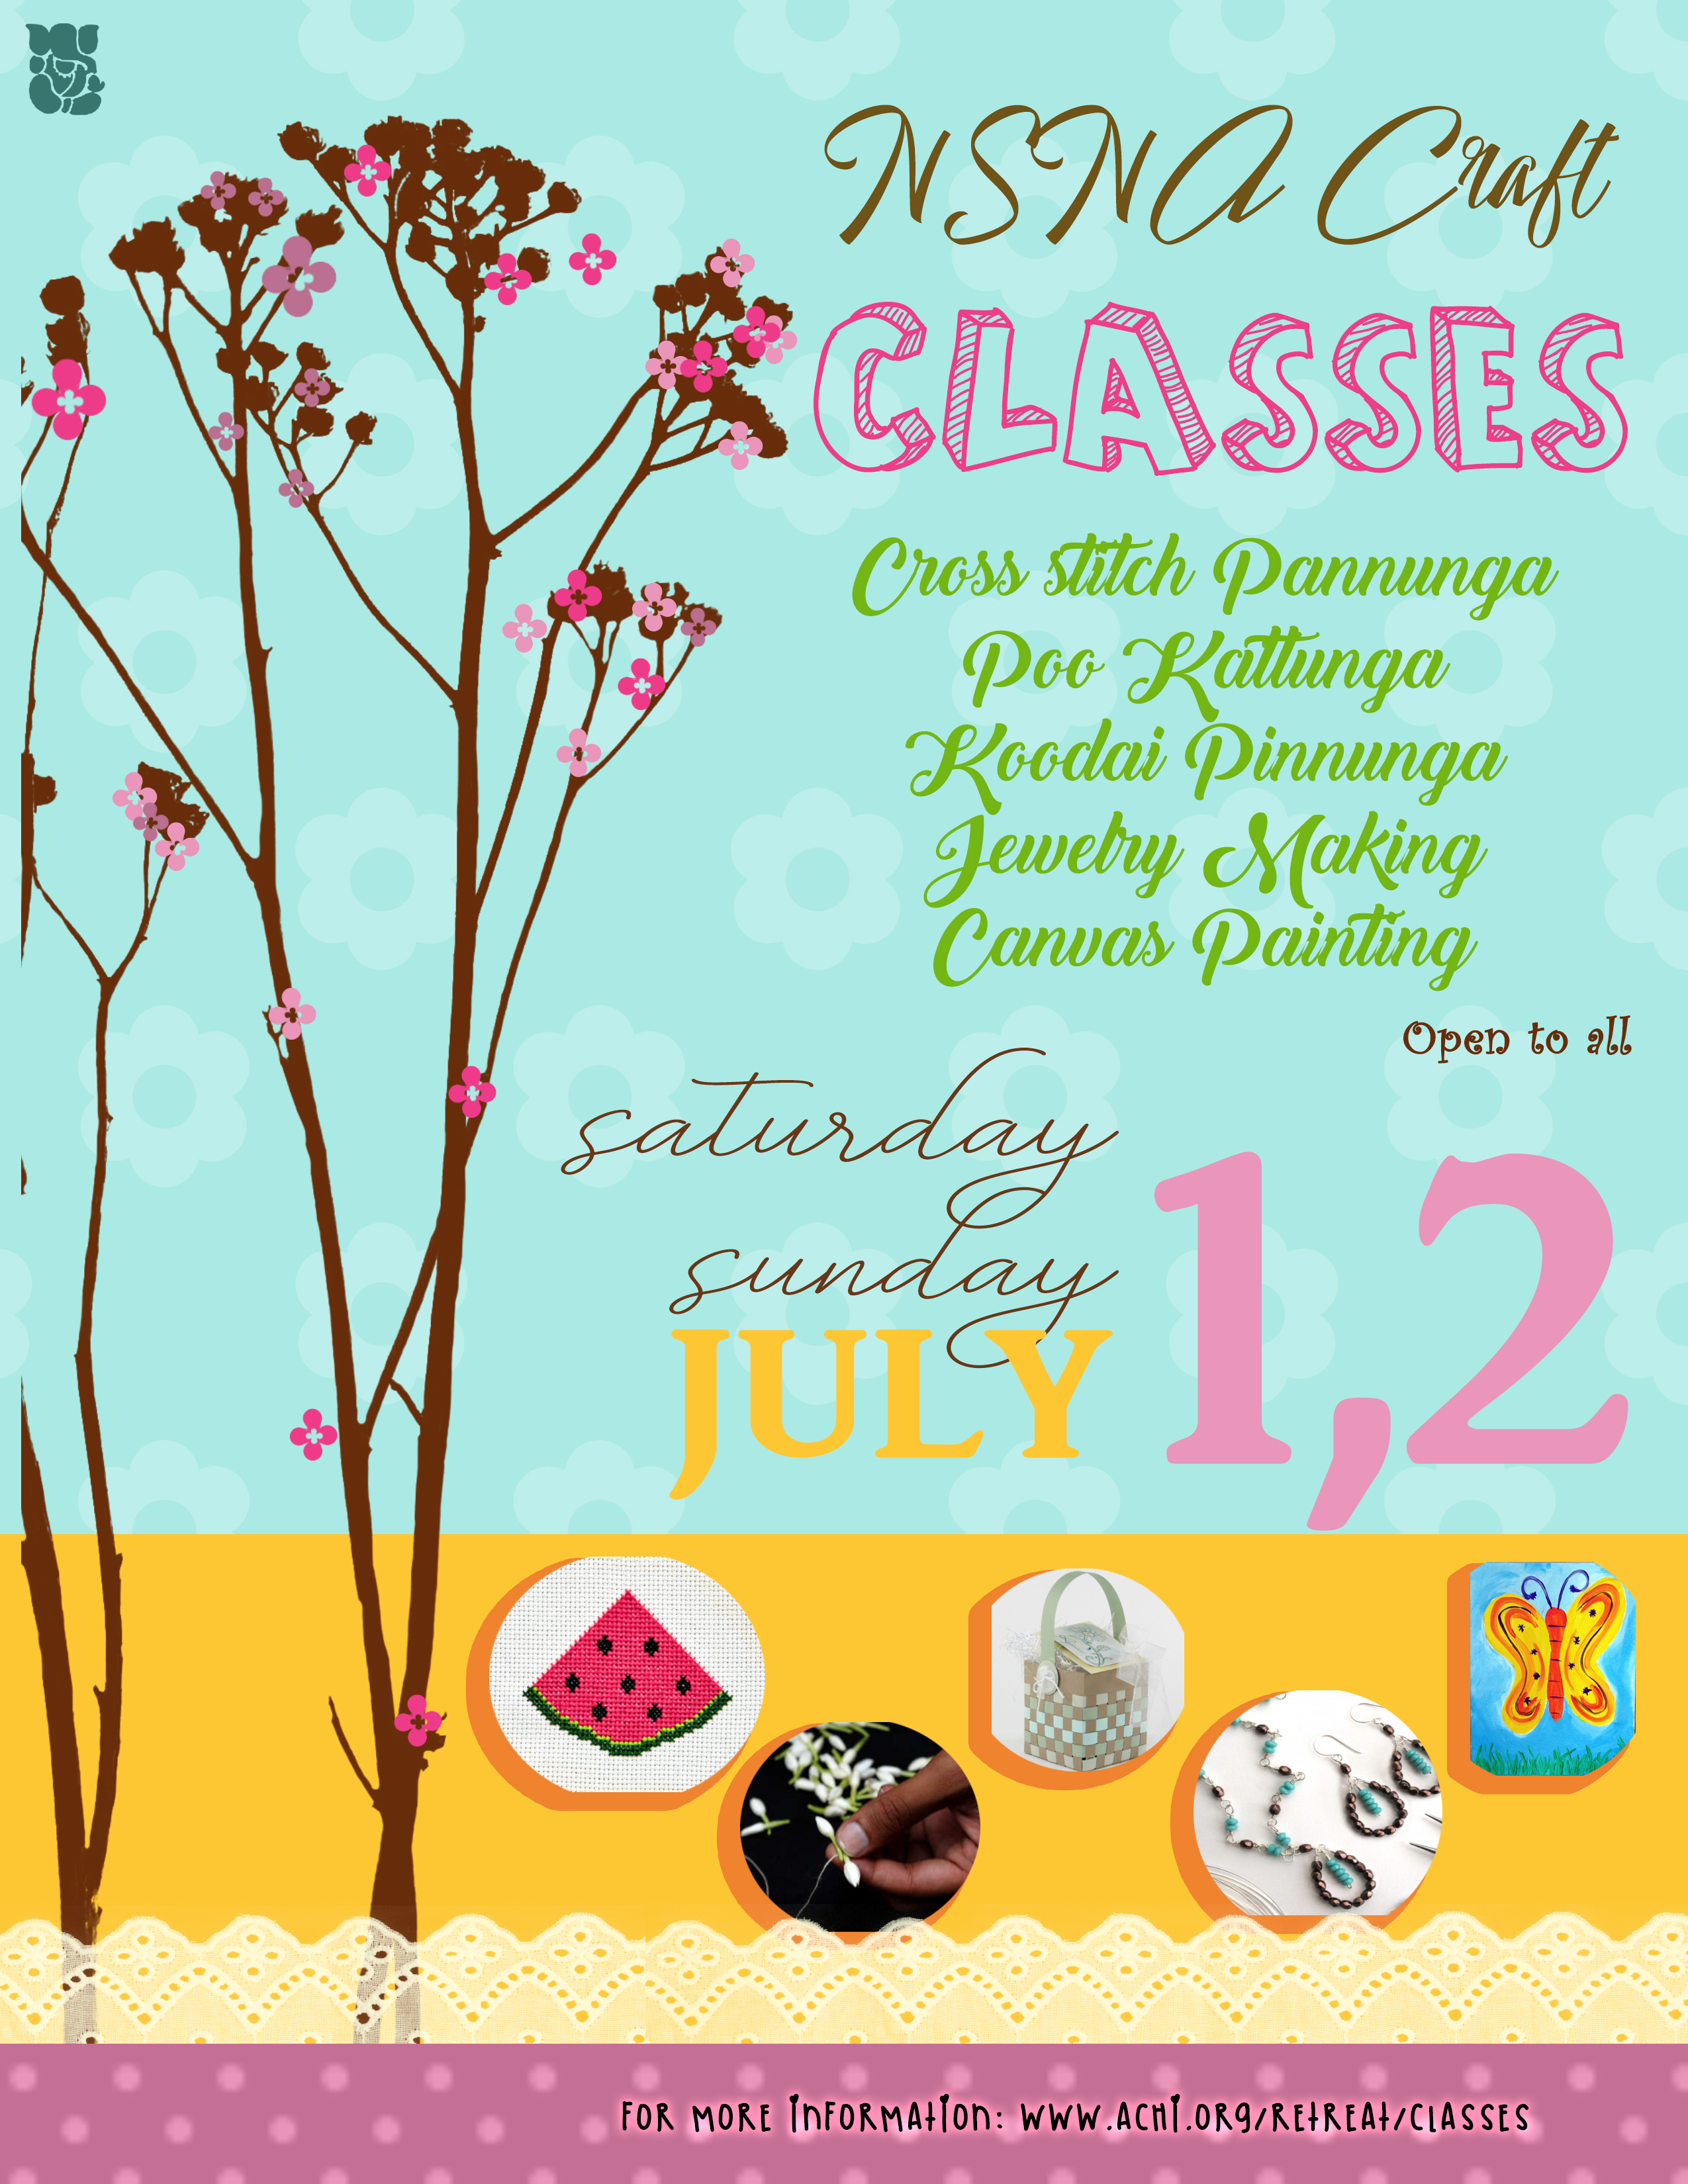 NSNA Craft
CLASSES
Cross stitch Pannunga
Poo Kattunga
Koodai Pinnunga
Jewelry Making
Canvas Painting
Open to all
saturday
sunday
JULY 1,2
FOR MORE INFORMATION: WWW.ACHI.ORG/RETREAT/CLASSES